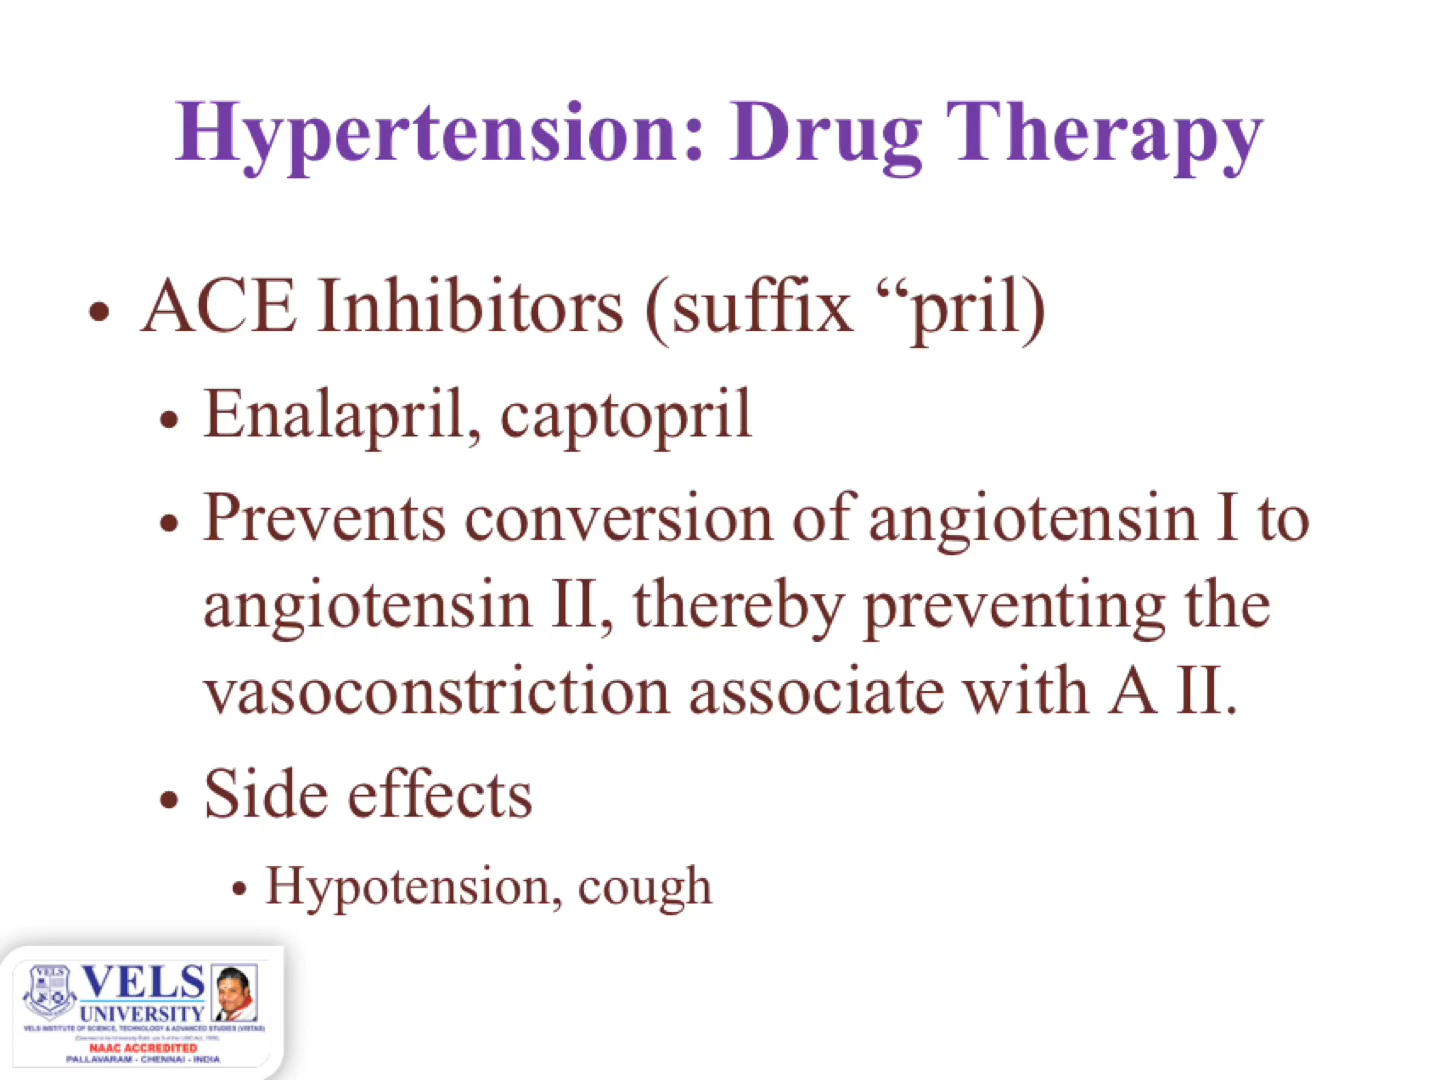 Hypertension: Drug Therapy
• ACE Inhibitors (suffix “pril)
• Enalapril, captopril
• Prevents conversion of angiotensin I to
angiotensin II, thereby preventing the
vasoconstriction associate with A II.
• Side effects
• Hypotension, cough
VELS
VELS
UNIVERSITY
VELS INSTITUTE OF SCIENCE, TECHNOLOGY & ADVANCED STUDIES (VISTAS)
NAAC ACCREDITED
PALLAVARAM - CHENNAI - INDIA